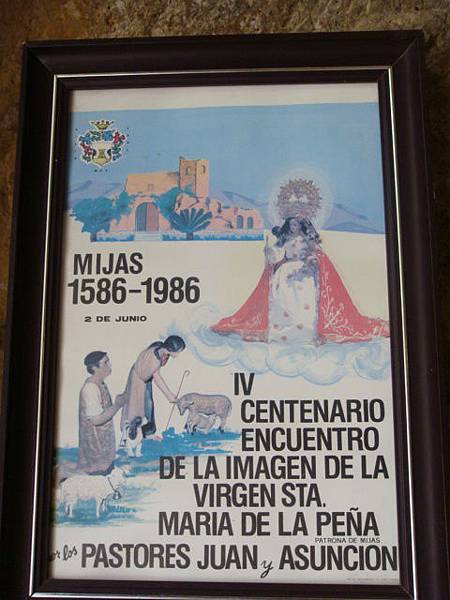 MIJAS
1586-1986
2 DE JUNIO
IV
CENTENARIO
ENCUENTRO
DE LA IMAGEN DE LA
VIRGEN STA.
MARIA DE LA PEÑA
PATRONA DE MIJAS
por los PASTORES JUAN y ASUNCION